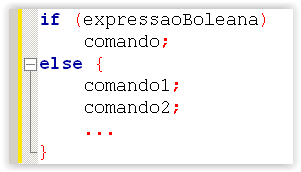 if (expressaoBoleana)
    comando;
else {
    comando1;
    comando2;
    ...
}